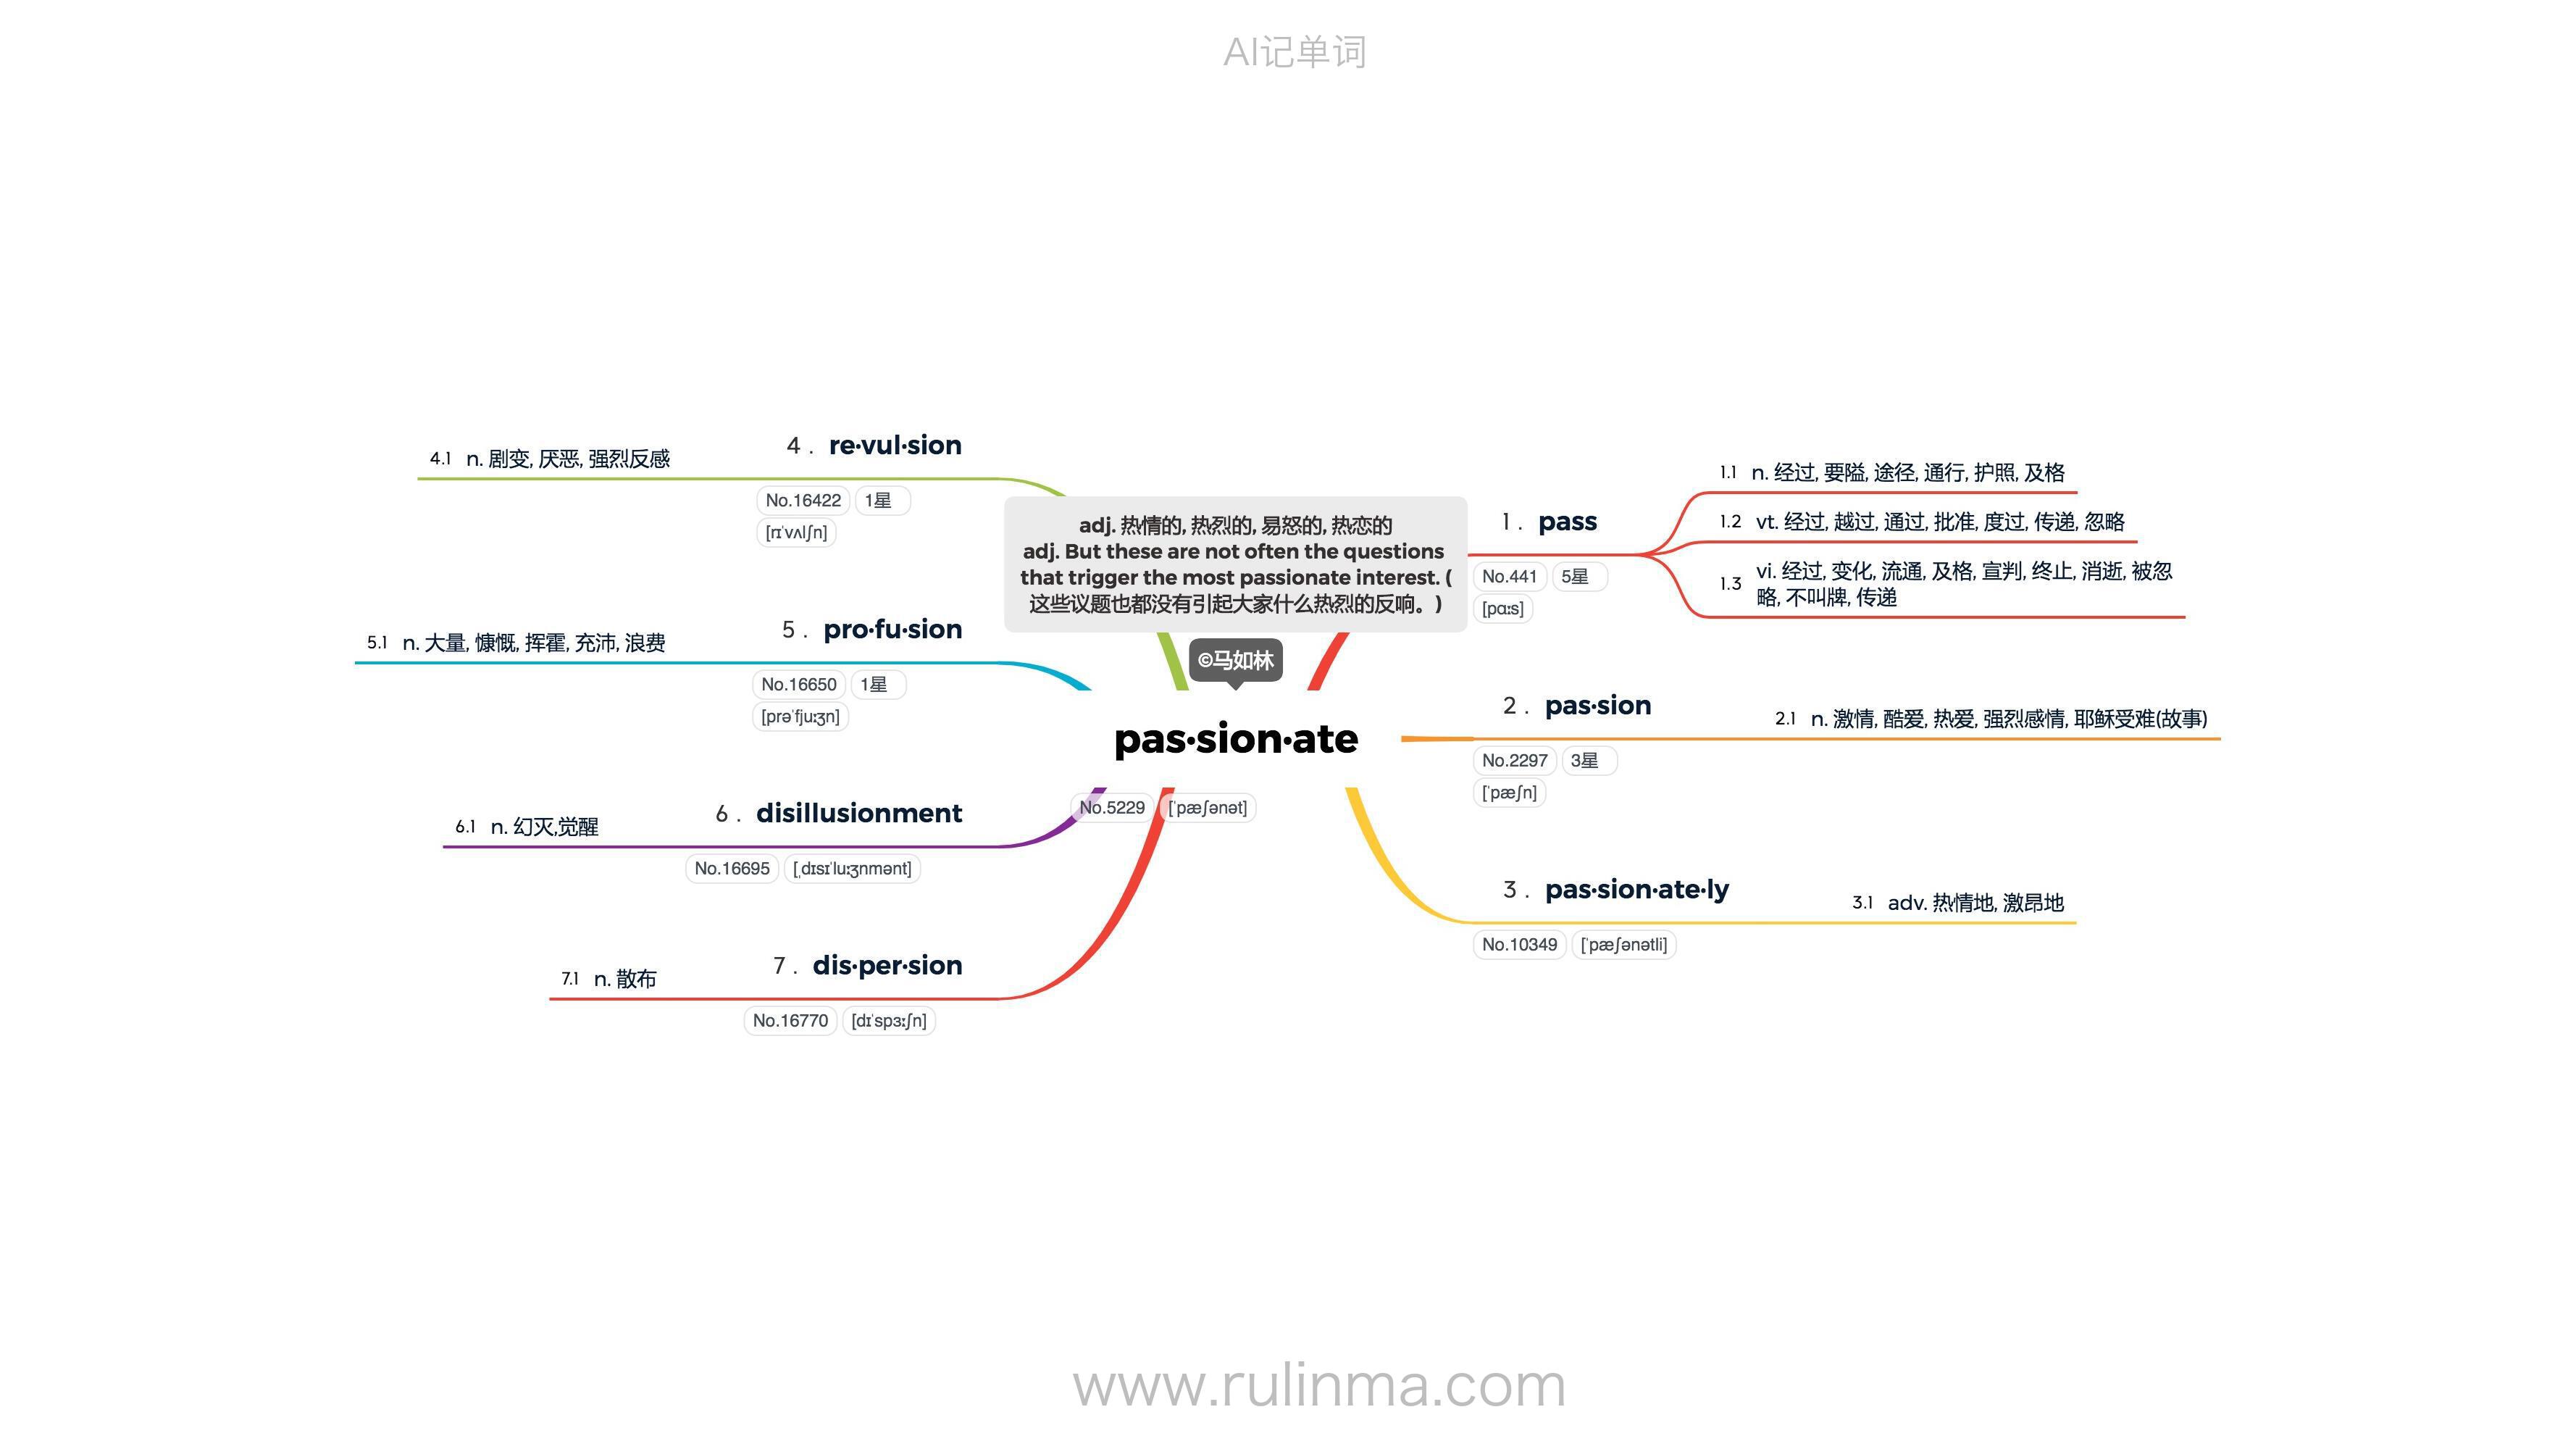 AI记单词
adj. 热情的, 热烈的, 易怒的, 热恋的
adj. But these are not often the questions
that trigger the most passionate interest. (
这些议题也都没有引起大家什么热烈的反响。)
©马如林
pas·sion·ate
No.5229 [ˈpæʃənət]
1 . pass
No.441 5星
[pɑːs]
1.1 n. 经过, 要隘, 途径, 通行, 护照, 及格
1.2 vt. 经过, 越过, 通过, 批准, 度过, 传递, 忽略
1.3 vi. 经过, 变化, 流通, 及格, 宣判, 终止, 消逝, 被忽
略, 不叫牌, 传递
2 . pas·sion
No.2297 3星
[ˈpæʃn]
2.1 n. 激情, 酷爱, 热爱, 强烈感情, 耶稣受难(故事)
3 . pas·sion·ate·ly
No.10349 [ˈpæʃənətli]
3.1 adv. 热情地, 激昂地
4 . re·vul·sion
No.16422 1星
[rɪˈvʌlʃn]
4.1 n. 剧变, 厌恶, 强烈反感
5 . pro·fu·sion
No.16650 1星
[prəˈfjuːʒn]
5.1 n. 大量, 慷慨, 挥霍, 充沛, 浪费
6 . disillusionment
No.16695 [ˌdɪsɪˈluːʒnmənt]
6.1 n. 幻灭,觉醒
7 . dis·per·sion
No.16770 [dɪˈspɜːʃn]
7.1 n. 散布
www.rulinma.com